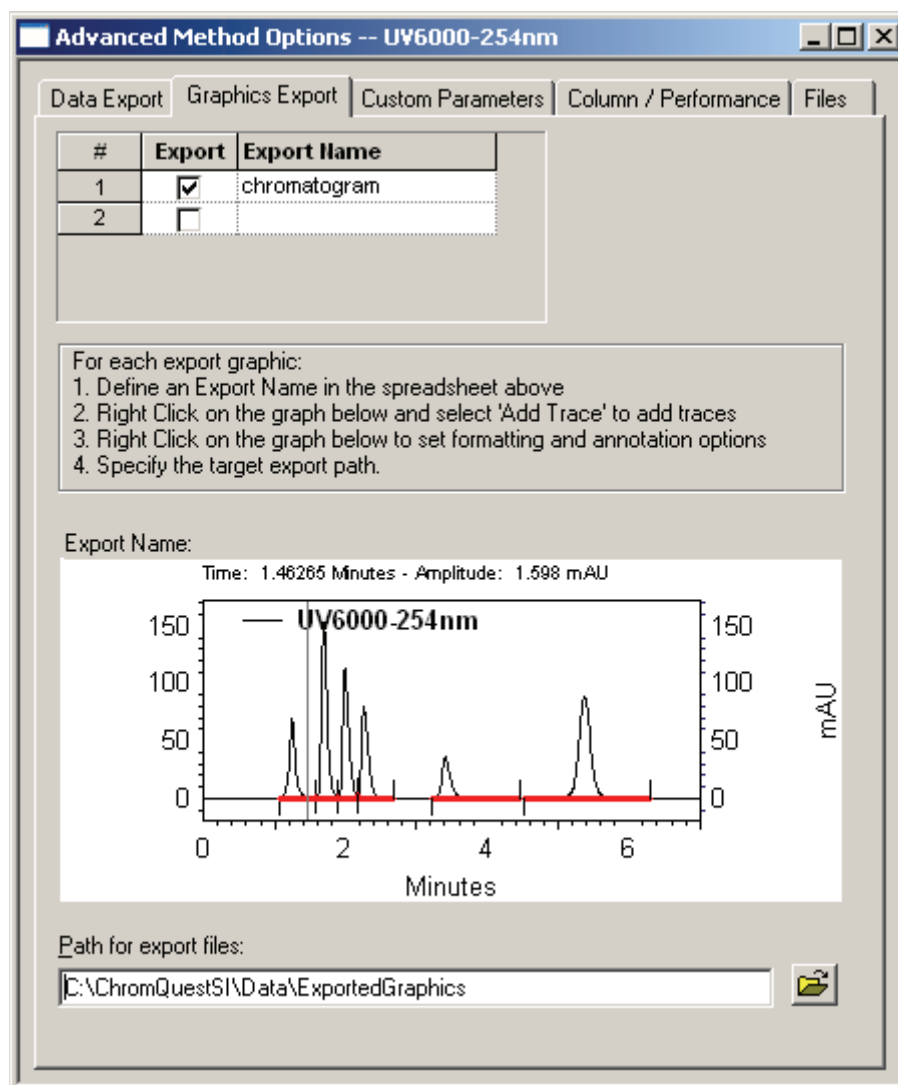 Advanced Method Options -- UV6000-254nm
Data Export Graphics Export Custom Parameters Column / Performance Files
# Export Export Name
1 chromatogram
2
For each export graphic:
1. Define an Export Name in the spreadsheet above
2. Right Click on the graph below and select 'Add Trace' to add traces
3. Right Click on the graph below to set formatting and annotation options
4. Specify the target export path.
Export Name:
Time: 1.46265 Minutes - Amplitude: 1.598 mAU
UV6000-254nm
150 150
100 100
50 50
0 0
mAU
0 2 4 6
Minutes
Path for export files:
C:\ChromQuestSI\Data\ExportedGraphics